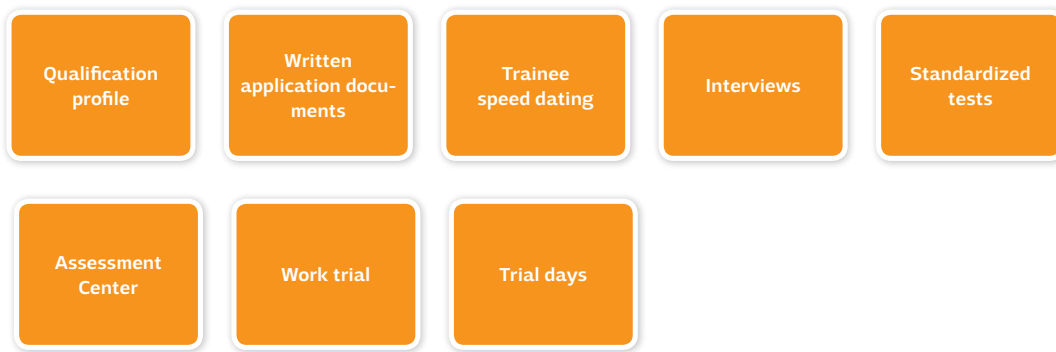 Qualification
profile
Written
application docu-
ments
Trainee
speed dating
Interviews
Standardized
tests
Assessment
Center
Work trial
Trial days